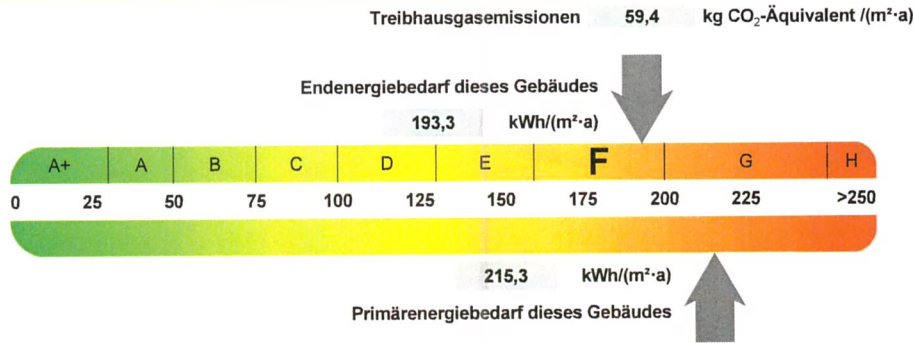 Treibhausgasemissionen 59,4 kg CO₂-Äquivalent /(m²·a)
Endenergiebedarf dieses Gebäudes
193,3 kWh/(m²·a)
A+ A B C D E F G H
0 25 50 75 100 125 150 175 200 225 >250
215,3 kWh/(m²·a)
Primärenergiebedarf dieses Gebäudes